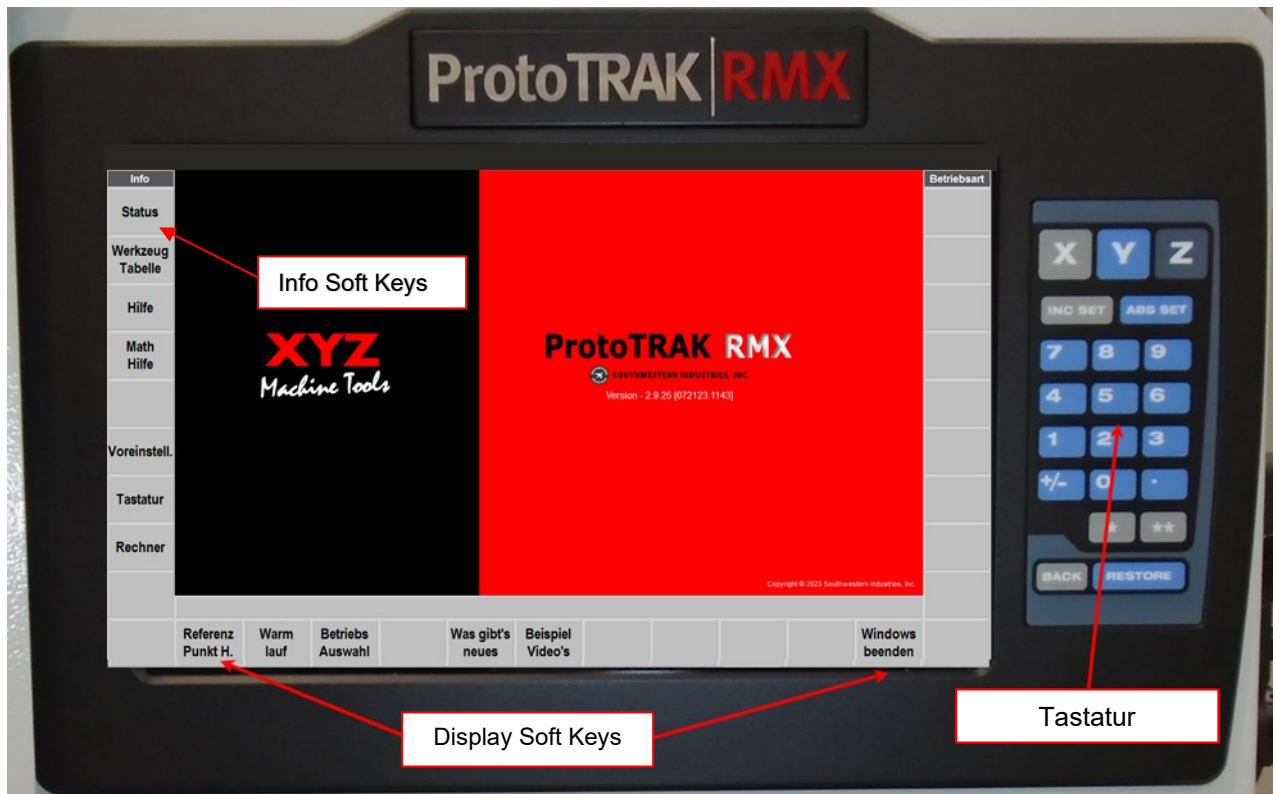 ProtoTRAK RMX
Info
Betriebsart
Status
Werkzeug
Tabelle
Hilfe
Math
Hilfe
Voreinstell.
Tastatur
Rechner
Info Soft Keys
XYZ
Machine Tools
ProtoTRAK RMX
SOUTHWESTERN INDUSTRIES, INC.
Version - 2.9.25 [072123.1143]
Copyright © 2023 Southwestern Industries, Inc.
Referenz
Punkt H.
Warm
lauf
Betriebs
Auswahl
Was gibt's
neues
Beispiel
Video's
Windows
beenden
X Y Z
INC SET ABS SET
7 8 9
4 5 6
1 2 3
+/- 0 .
* **
BACK RESTORE
Display Soft Keys
Tastatur